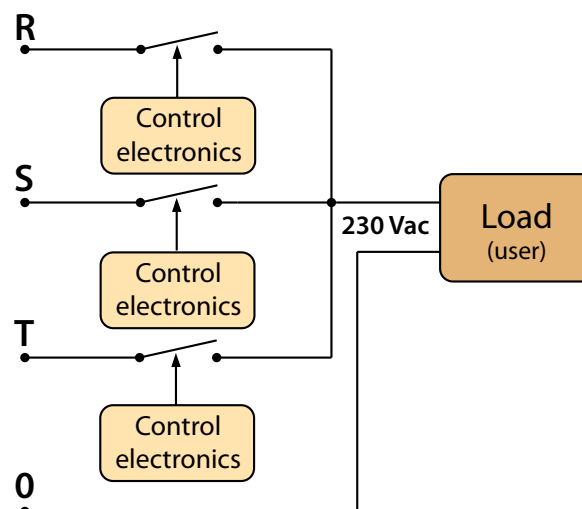 R
Control
electronics
S
230 Vac
Load
(user)
Control
electronics
T
Control
electronics
0